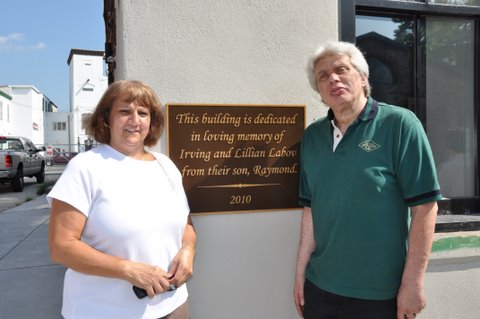 This building is dedicated
in loving memory of
Irving and Lillian Labov
from their son, Raymond.
2010